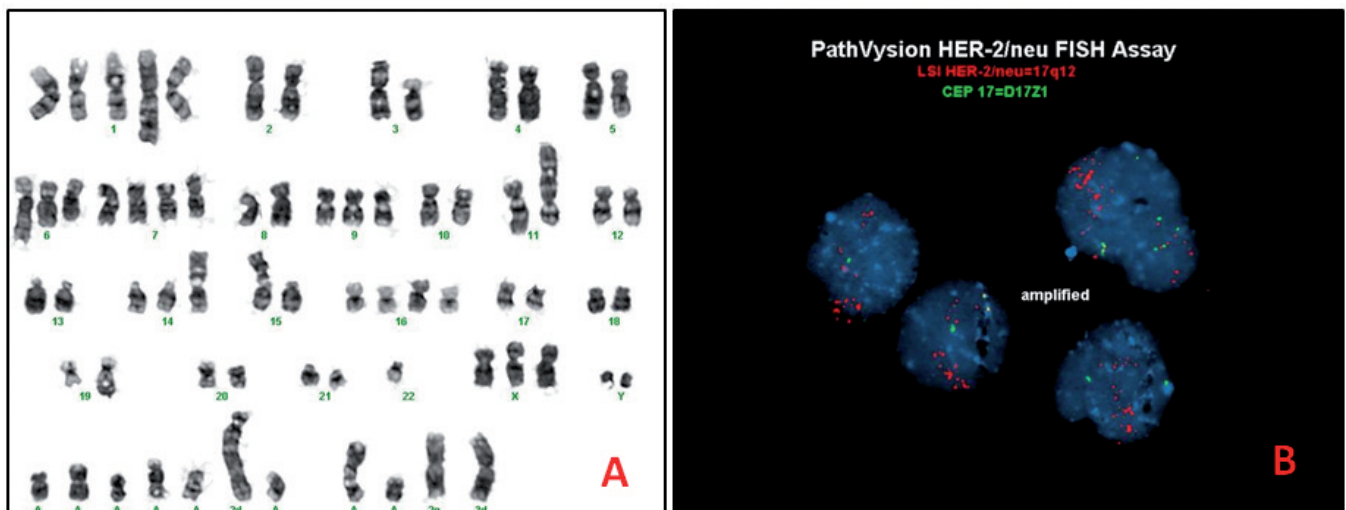 1 2 3 4 5
6 7 8 9 10 11 12
13 14 15 16 17 18
19 20 21 22 X Y
A
PathVysion HER-2/neu FISH Assay
LSI HER-2/neu=17q12
CEP 17=D17Z1
amplified
B